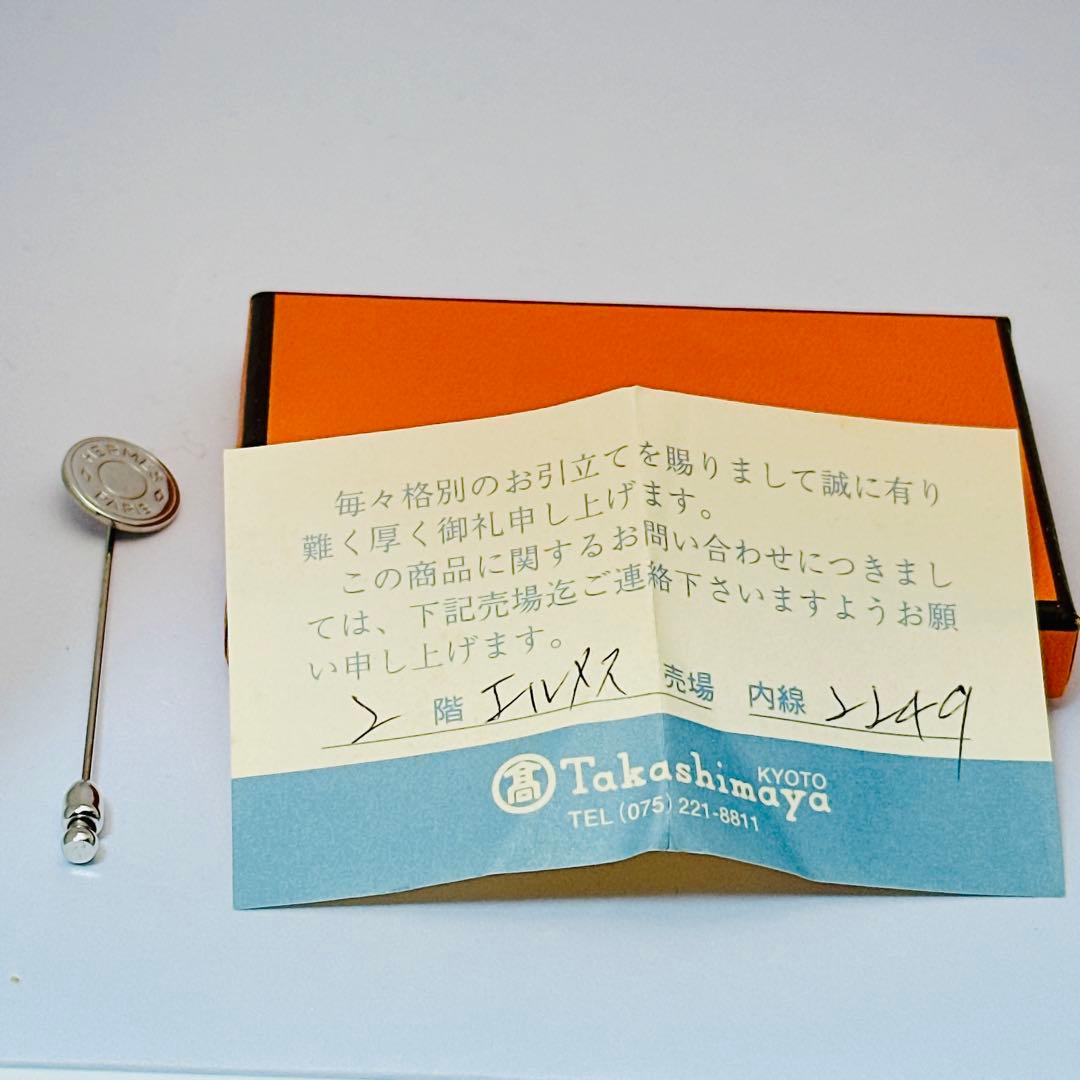 HERMES
PARIS
毎々格別のお引立てを賜りまして誠に有り
難く厚く御礼申し上げます。
この商品に関するお問い合わせにつきまし
ては、下記売場迄ご連絡下さいますようお願
い申し上げます。
2 階 エルメス 売場 内線 2249
髙 Takashimaya KYOTO
TEL (075) 221-8811